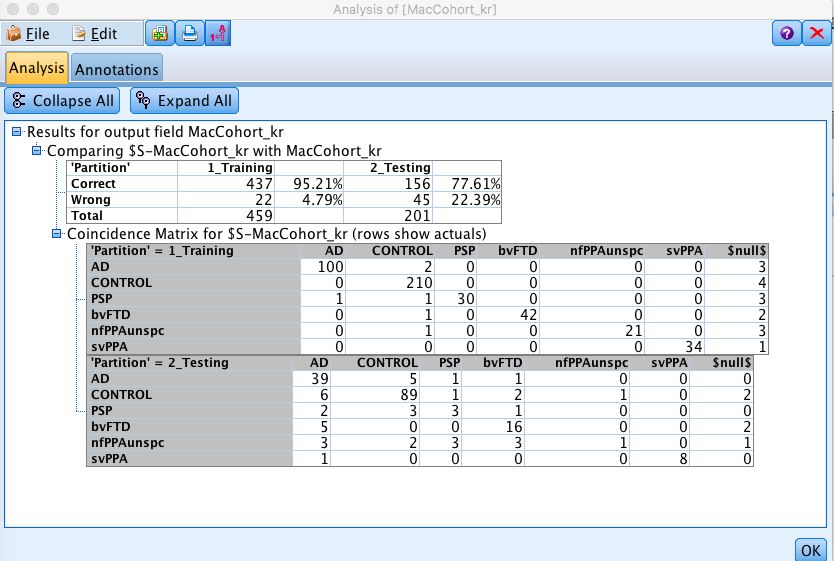 Analysis of [MacCohort_kr]
File Edit
Analysis Annotations
Collapse All Expand All
Results for output field MacCohort_kr
Comparing $S-MacCohort_kr with MacCohort_kr
'Partition' 1_Training 2_Testing
Correct 437 95.21% 156 77.61%
Wrong 22 4.79% 45 22.39%
Total 459 201
Coincidence Matrix for $S-MacCohort_kr (rows show actuals)
'Partition' = 1_Training AD CONTROL PSP bvFTD nfPPAunspc svPPA $null$
AD 100 2 0 0 0 0 3
CONTROL 0 210 0 0 0 0 4
PSP 1 1 30 0 0 0 3
bvFTD 0 1 0 42 0 0 2
nfPPAunspc 0 1 0 0 21 0 3
svPPA 0 0 0 0 0 34 1
'Partition' = 2_Testing AD CONTROL PSP bvFTD nfPPAunspc svPPA $null$
AD 39 5 1 1 0 0 0
CONTROL 6 89 1 2 1 0 2
PSP 2 3 3 1 0 0 0
bvFTD 5 0 0 16 0 0 2
nfPPAunspc 3 2 3 3 1 0 1
svPPA 1 0 0 0 0 8 0
OK